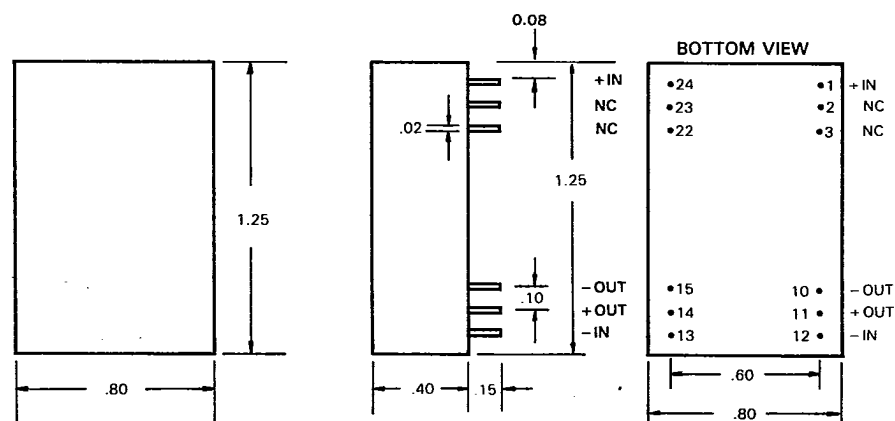 0.08
BOTTOM VIEW
+IN
NC
NC
.02
1.25
1.25
-OUT
+OUT
-IN
.10
.80
.40
.15
24
23
22
1 +IN
2 NC
3 NC
15
14
13
10 -OUT
11 +OUT
12 -IN
.60
.80